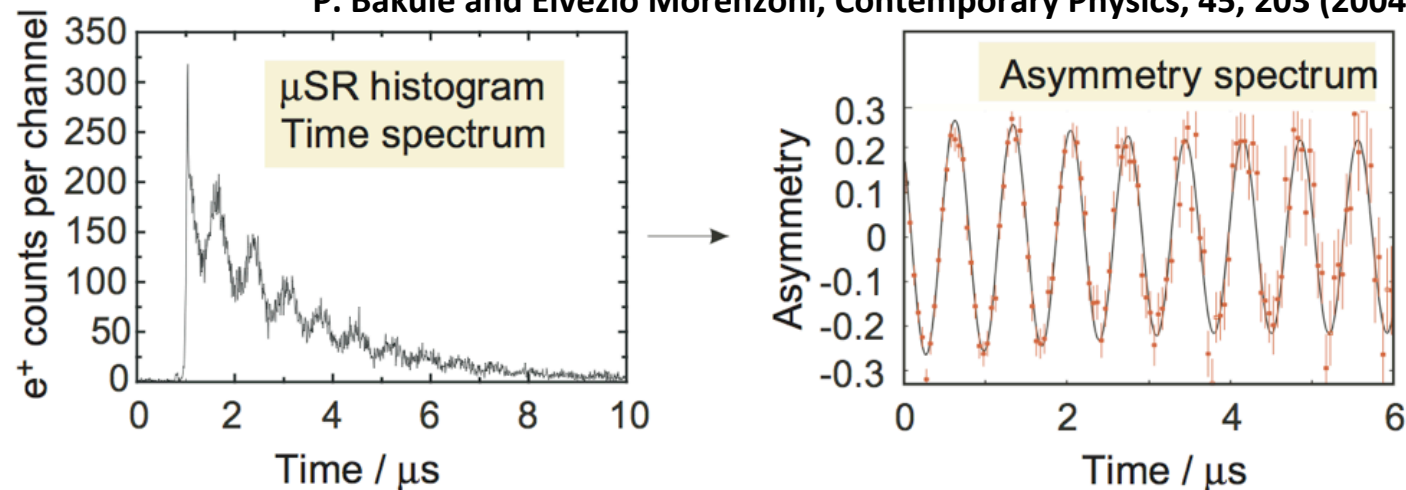 P. Bakule and Elvezio Morenzoni, Contemporary Physics, 45, 203 (2004
μSR histogram
Time spectrum
e+ counts per channel
350
300
250
200
150
100
50
0
0 2 4 6 8 10
Time / μs
Asymmetry spectrum
Asymmetry
0.3
0.2
0.1
0
-0.1
-0.2
-0.3
0 2 4 6
Time / μs